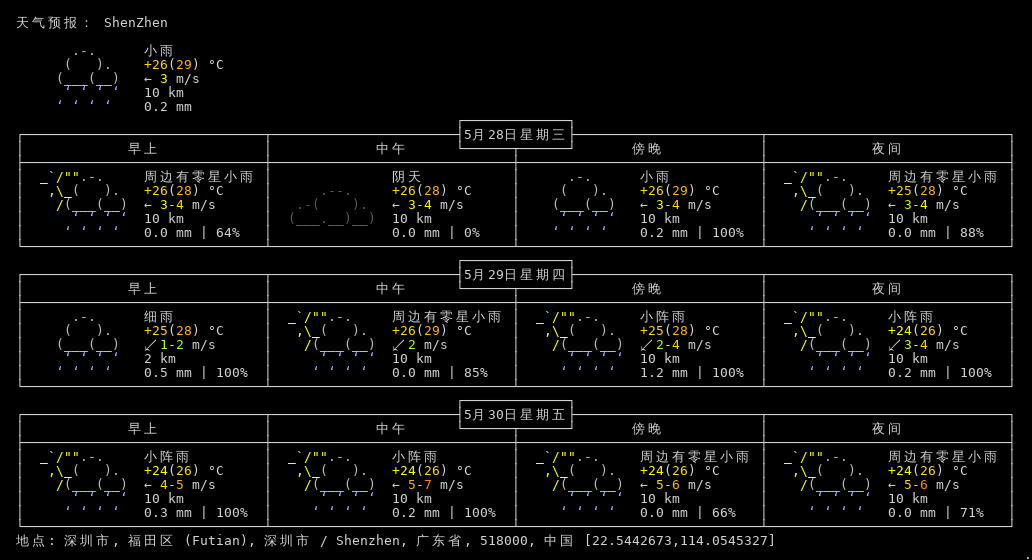 天气预报： ShenZhen
小雨
+26(29) °C
← 3 m/s
10 km
0.2 mm
5月28日星期三
早上 中午 傍晚 夜间
周边有零星小雨 阴天 小雨 周边有零星小雨
+26(28) °C +26(28) °C +26(29) °C +25(28) °C
← 3-4 m/s ← 3-4 m/s ← 3-4 m/s ← 3-4 m/s
10 km 10 km 10 km 10 km
0.0 mm | 64% 0.0 mm | 0% 0.2 mm | 100% 0.0 mm | 88%
5月29日星期四
早上 中午 傍晚 夜间
细雨 周边有零星小雨 小阵雨 小阵雨
+25(28) °C +26(29) °C +25(28) °C +24(26) °C
↙ 1-2 m/s ↙ 2 m/s ↙ 2-4 m/s ↙ 3-4 m/s
2 km 10 km 10 km 10 km
0.5 mm | 100% 0.0 mm | 85% 1.2 mm | 100% 0.2 mm | 100%
5月30日星期五
早上 中午 傍晚 夜间
小阵雨 小阵雨 周边有零星小雨 周边有零星小雨
+24(26) °C +24(26) °C +24(26) °C +24(26) °C
← 4-5 m/s ← 5-7 m/s ← 5-6 m/s ← 5-6 m/s
10 km 10 km 10 km 10 km
0.3 mm | 100% 0.2 mm | 100% 0.0 mm | 66% 0.0 mm | 71%
地点: 深圳市, 福田区 (Futian), 深圳市 / Shenzhen, 广东省, 518000, 中国 [22.5442673,114.0545327]